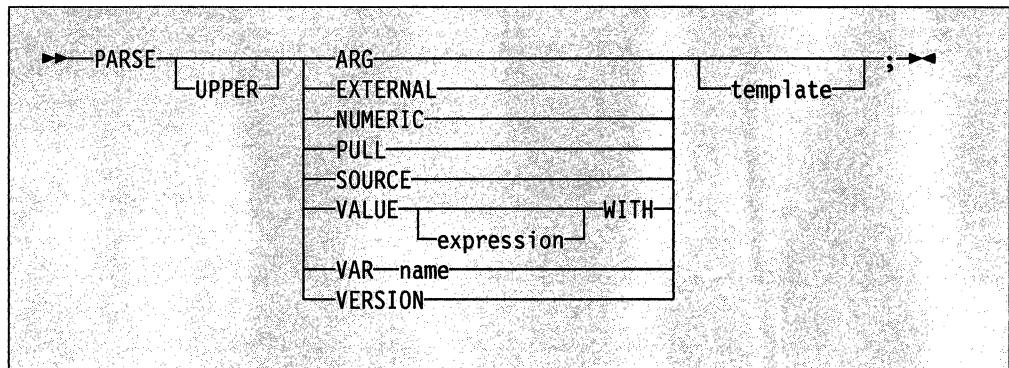 PARSE ARG ;
UPPER EXTERNAL template
NUMERIC
PULL
SOURCE
VALUE WITH
expression
VAR name
VERSION